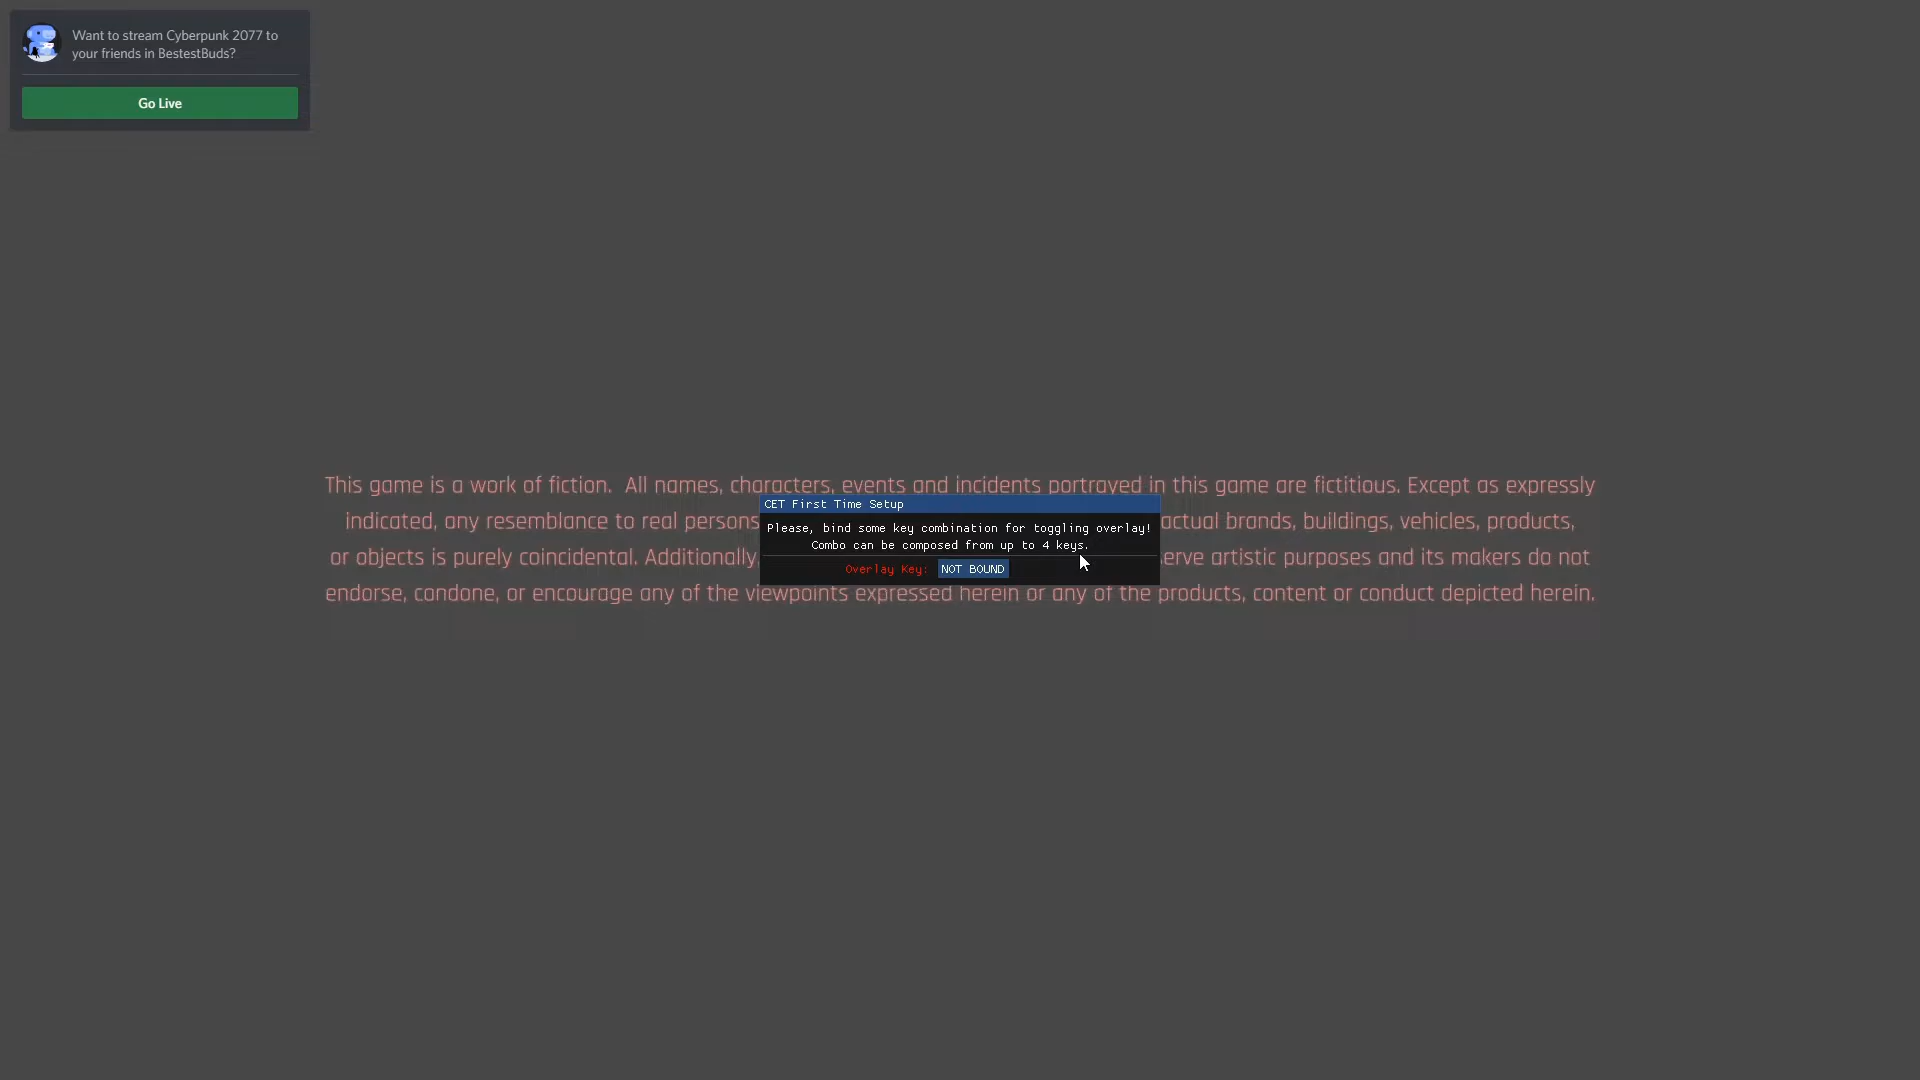 Want to stream Cyberpunk 2077 to
your friends in BestestBuds?
Go Live
This game is a work of fiction.  All names, characters, events and incidents portrayed in this game are fictitious. Except as expressly
indicated, any resemblance to real persons
actual brands, buildings, vehicles, products,
or objects is purely coincidental. Additionally,
erve artistic purposes and its makers do not
endorse, condone, or encourage any of the viewpoints expressed herein or any of the products, content or conduct depicted herein.
CET First Time Setup
Please, bind some key combination for toggling overlay!
Combo can be composed from up to 4 keys.
Overlay Key: NOT BOUND